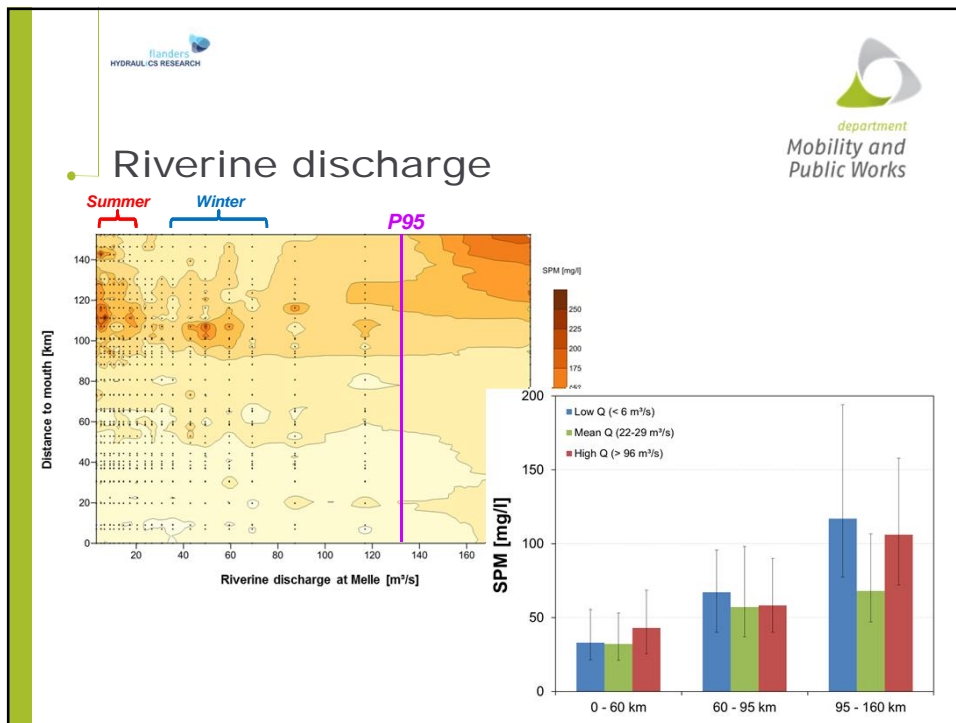 flanders
HYDRAULICS RESEARCH
department
Mobility and
Public Works
Riverine discharge
Summer
Winter
P95
Distance to mouth [km]
140
120
100
80
60
40
20
0
20 40 60 80 100 120 140 160
Riverine discharge at Melle [m³/s]
SPM [mg/l]
250
225
200
175
SPM [mg/l]
200
150
100
50
0
Low Q (< 6 m³/s)
Mean Q (22-29 m³/s)
High Q (> 96 m³/s)
0 - 60 km 60 - 95 km 95 - 160 km